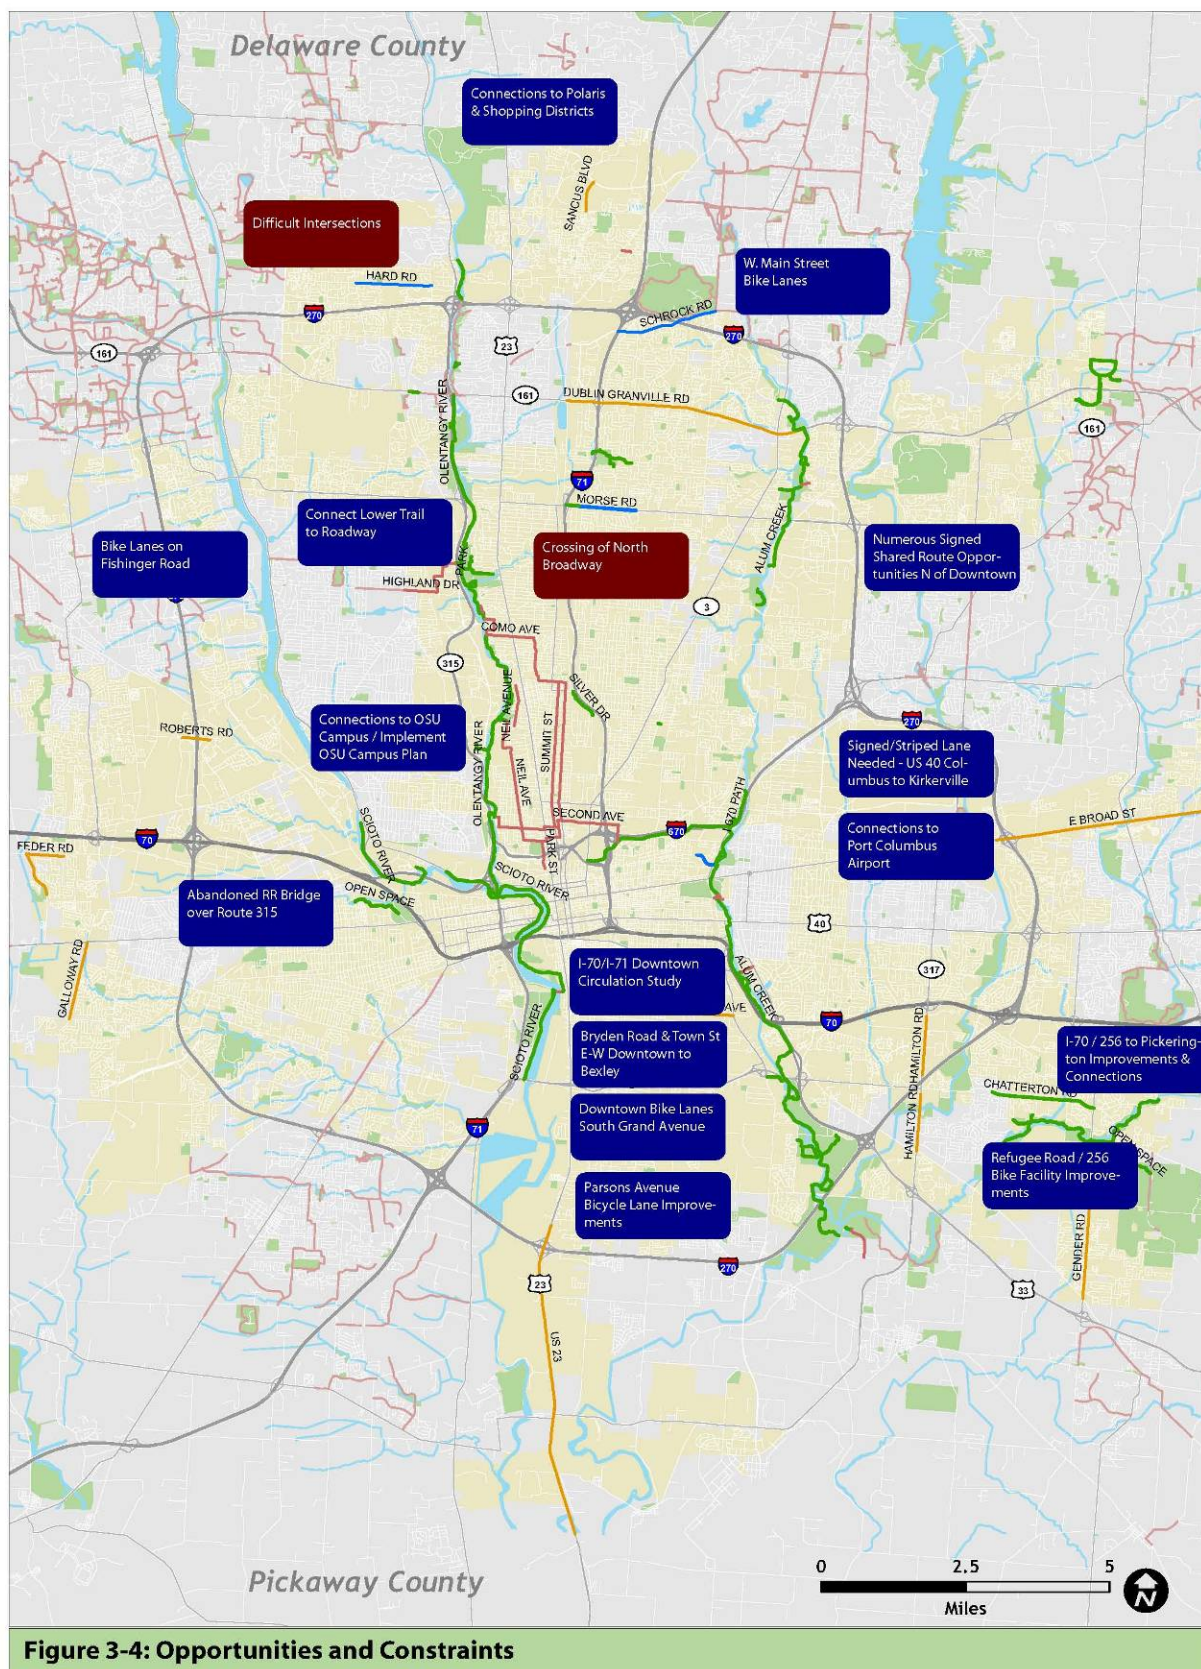 Delaware County
Connections to Polaris
& Shopping Districts
SANCUS BLVD
Difficult Intersections
HARD RD
W. Main Street
Bike Lanes
SCHROCK RD
270
270
23
161
161
DUBLIN GRANVILLE RD
161
OLENTANGY RIVER
71
MORSE RD
Connect Lower Trail
to Roadway
Bike Lanes on
Fishinger Road
Crossing of North
Broadway
ALUM CREEK
Numerous Signed
Shared Route Oppor-
tunities N of Downtown
PARK
HIGHLAND DR
3
COMO AVE
315
SILVER DR
NEIL AVENUE
Connections to OSU
Campus / Implement
OSU Campus Plan
ROBERTS RD
SUMMIT ST
270
Signed/Striped Lane
Needed - US 40 Col-
umbus to Kirkerville
OLENTANGY RIVER
NEIL AVE
I 670 PATH
SECOND AVE
670
E BROAD ST
Connections to
Port Columbus
Airport
SCIOTO RIVER
70
FEDER RD
PARK ST
SCIOTO RIVER
OPEN SPACE
Abandoned RR Bridge
over Route 315
40
GALLOWAY RD
I-70/I-71 Downtown
Circulation Study
ALUM CREEK
317
AVE
70
SCIOTO RIVER
Bryden Road & Town St
E-W Downtown to
Bexley
HAMILTON RD
HAMILTON RD
I-70 / 256 to Pickering-
ton Improvements &
Connections
CHATTERTON RD
Downtown Bike Lanes
South Grand Avenue
71
OPEN SPACE
Refugee Road / 256
Bike Facility Improve-
ments
Parsons Avenue
Bicycle Lane Improve-
ments
GENDER RD
270
23
33
US 23
Pickaway County
0
2.5
5
Miles
N
Figure 3-4: Opportunities and Constraints